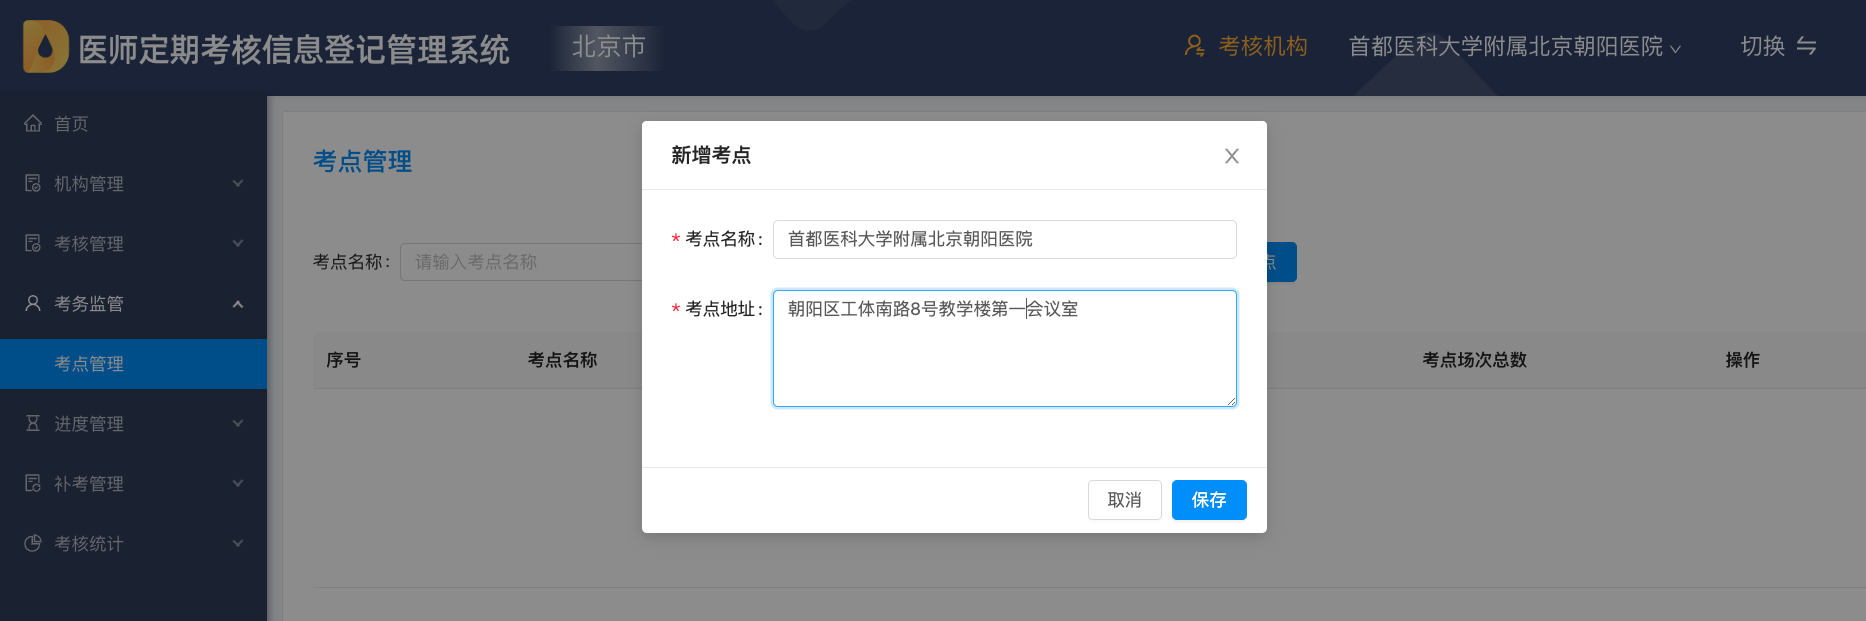 医师定期考核信息登记管理系统
北京市
考核机构
首都医科大学附属北京朝阳医院
切换
首页
机构管理
考核管理
考务监管
考点管理
进度管理
补考管理
考核统计
考点管理
考点名称:
请输入考点名称
点
序号
考点名称
考点场次总数
操作
新增考点
* 考点名称:
首都医科大学附属北京朝阳医院
* 考点地址:
朝阳区工体南路8号教学楼第一会议室
取消
保存